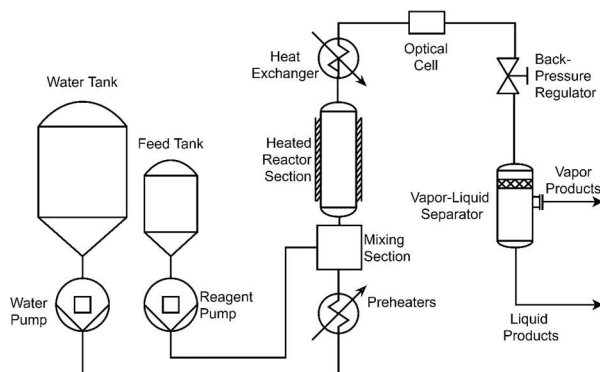 Water Tank
Feed Tank
Heat
Exchanger
Optical
Cell
Back-
Pressure
Regulator
Heated
Reactor
Section
Vapor-Liquid
Separator
Vapor
Products
Mixing
Section
Water
Pump
Reagent
Pump
Preheaters
Liquid
Products